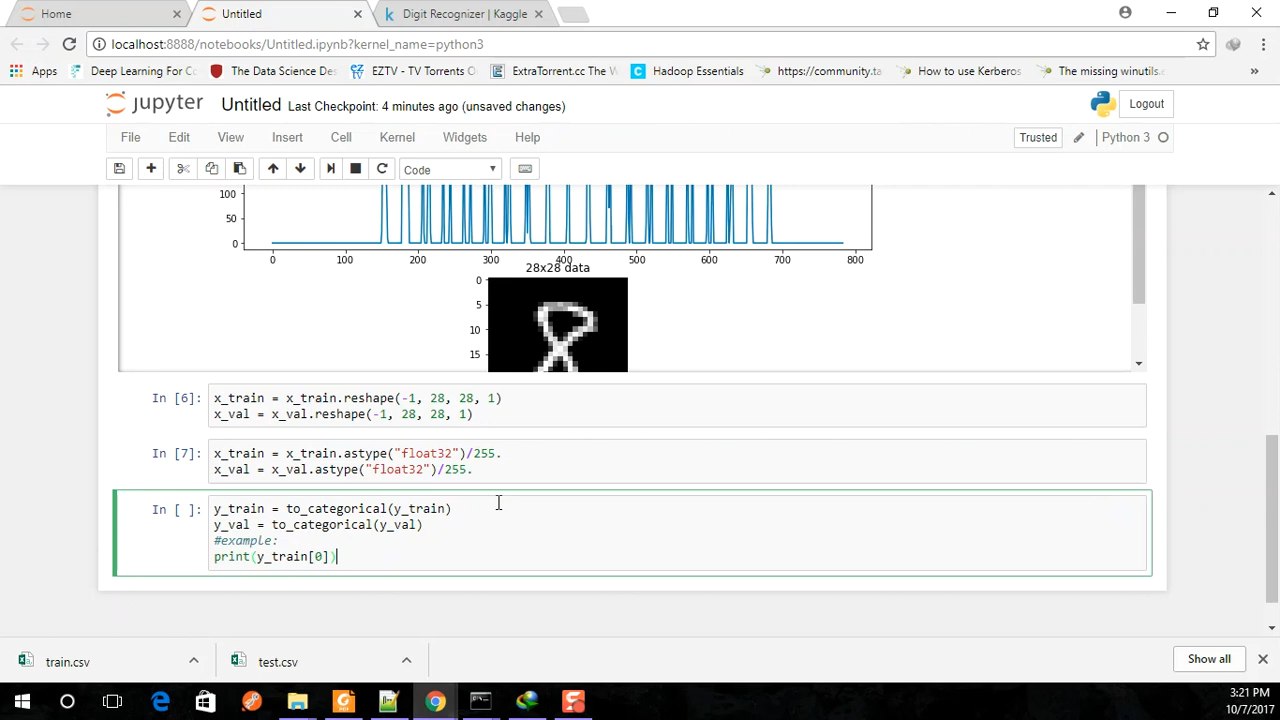 Home
Untitled
Digit Recognizer | Kaggle
localhost:8888/notebooks/Untitled.ipynb?kernel_name=python3
Apps
Deep Learning For Co
The Data Science Des
EZTV - TV Torrents O
ExtraTorrent.cc The W
Hadoop Essentials
https://community.ta
How to use Kerberos
The missing winutils.e
»
jupyter Untitled Last Checkpoint: 4 minutes ago (unsaved changes)
Logout
File Edit View Insert Cell Kernel Widgets Help
Trusted
Python 3
Code
100
50
0
0 100 200 300 400 500 600 700 800
28x28 data
0
5
10
15
In [6]: x_train = x_train.reshape(-1, 28, 28, 1)
x_val = x_val.reshape(-1, 28, 28, 1)
In [7]: x_train = x_train.astype("float32")/255.
x_val = x_val.astype("float32")/255.
In [ ]: y_train = to_categorical(y_train)
y_val = to_categorical(y_val)
#example:
print(y_train[0])
train.csv
test.csv
Show all
3:21 PM
10/7/2017